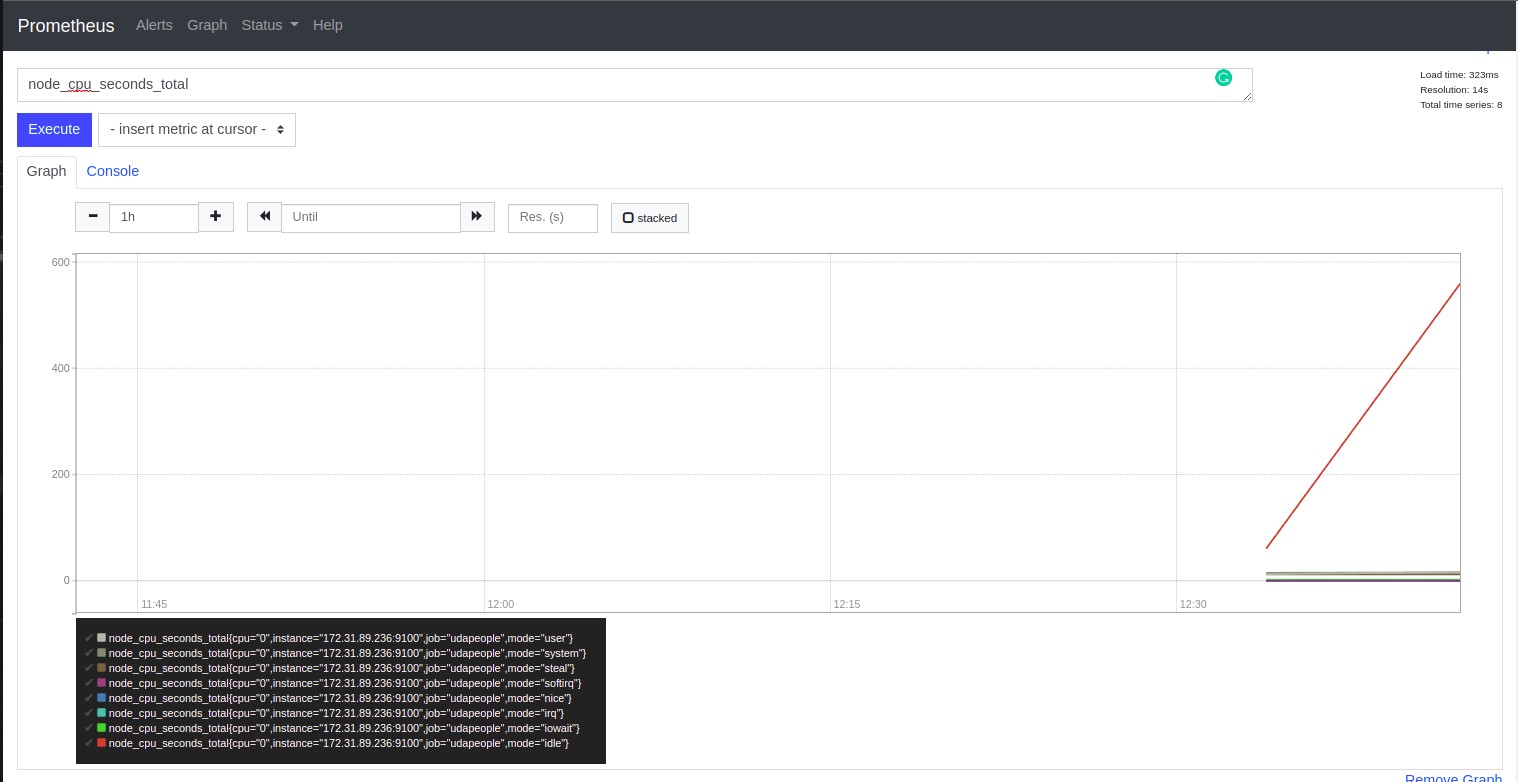 Prometheus Alerts Graph Status Help
node_cpu_seconds_total
Load time: 323ms
Resolution: 14s
Total time series: 8
Execute - insert metric at cursor -
Graph Console
1h Until Res. (s) stacked
600
400
200
0
11:45 12:00 12:15 12:30
node_cpu_seconds_total{cpu="0",instance="172.31.89.236:9100",job="udapeople",mode="user"}
node_cpu_seconds_total{cpu="0",instance="172.31.89.236:9100",job="udapeople",mode="system"}
node_cpu_seconds_total{cpu="0",instance="172.31.89.236:9100",job="udapeople",mode="steal"}
node_cpu_seconds_total{cpu="0",instance="172.31.89.236:9100",job="udapeople",mode="softirq"}
node_cpu_seconds_total{cpu="0",instance="172.31.89.236:9100",job="udapeople",mode="nice"}
node_cpu_seconds_total{cpu="0",instance="172.31.89.236:9100",job="udapeople",mode="irq"}
node_cpu_seconds_total{cpu="0",instance="172.31.89.236:9100",job="udapeople",mode="iowait"}
node_cpu_seconds_total{cpu="0",instance="172.31.89.236:9100",job="udapeople",mode="idle"}
Remove Graph